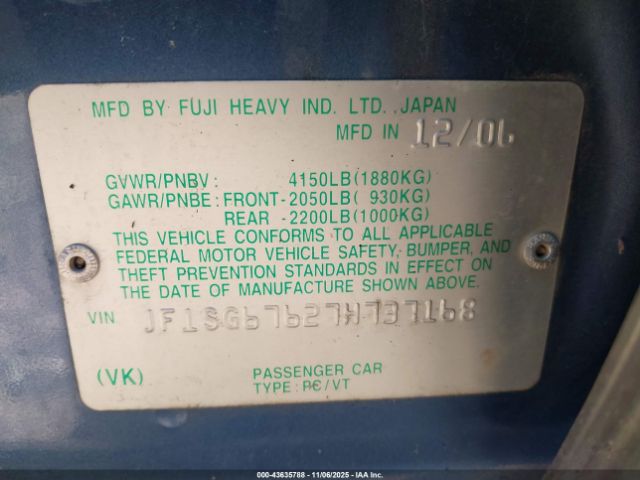 MFD BY FUJI HEAVY IND. LTD. JAPAN
MFD IN 12/06
GVWR/PNBV : 4150LB(1880KG)
GAWR/PNBE : FRONT-2050LB( 930KG)
REAR -2200LB(1000KG)
THIS VEHICLE CONFORMS TO ALL APPLICABLE
FEDERAL MOTOR VEHICLE SAFETY, BUMPER, AND
THEFT PREVENTION STANDARDS IN EFFECT ON
THE DATE OF MANUFACTURE SHOWN ABOVE.
VIN JF1SG67627H737168
(VK) PASSENGER CAR
TYPE: PC/VT
000-43635788 - 11/06/2025 - IAA Inc.